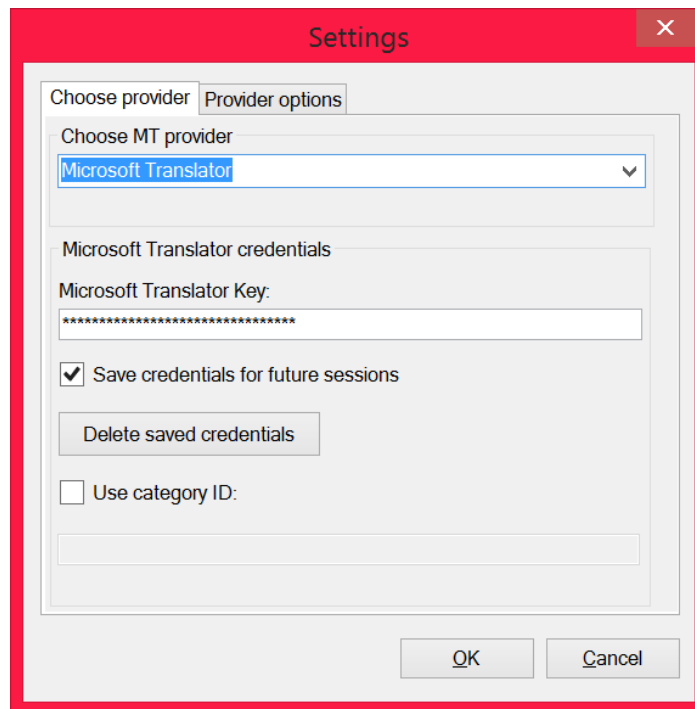 Settings
Choose provider Provider options
Choose MT provider
Microsoft Translator
Microsoft Translator credentials
Microsoft Translator Key:
********************************
Save credentials for future sessions
Delete saved credentials
Use category ID:
OK Cancel